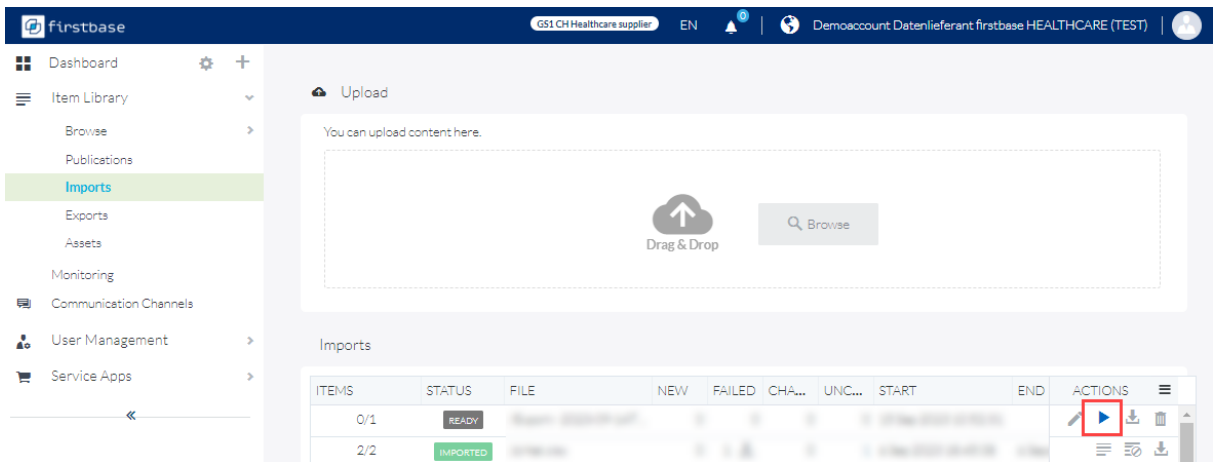 firstbase
GS1 CH Healthcare supplier EN 0 Demoaccount Datenlieferant firstbase HEALTHCARE (TEST)
Dashboard
Item Library
Browse
Publications
Imports
Exports
Assets
Monitoring
Communication Channels
User Management
Service Apps
Upload
You can upload content here.
Drag & Drop
Browse
Imports
ITEMS STATUS FILE NEW FAILED CHA... UNC... START END ACTIONS
0/1 READY
2/2 IMPORTED